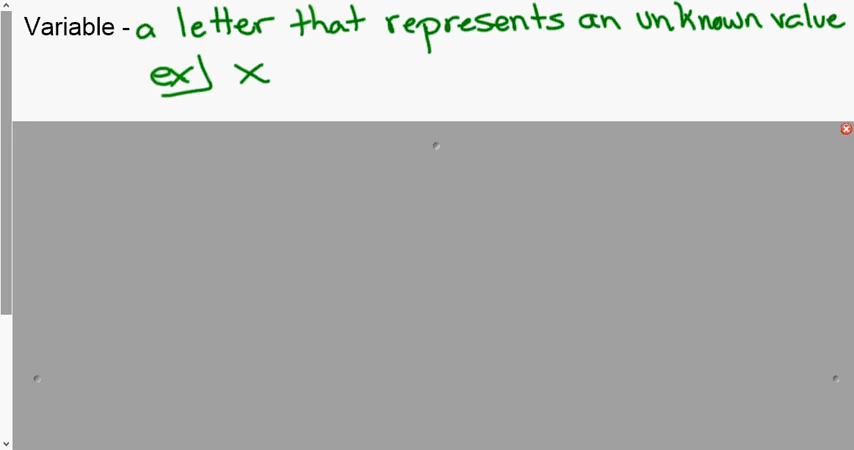 Variable - a letter that represents an unknown value
ex) x